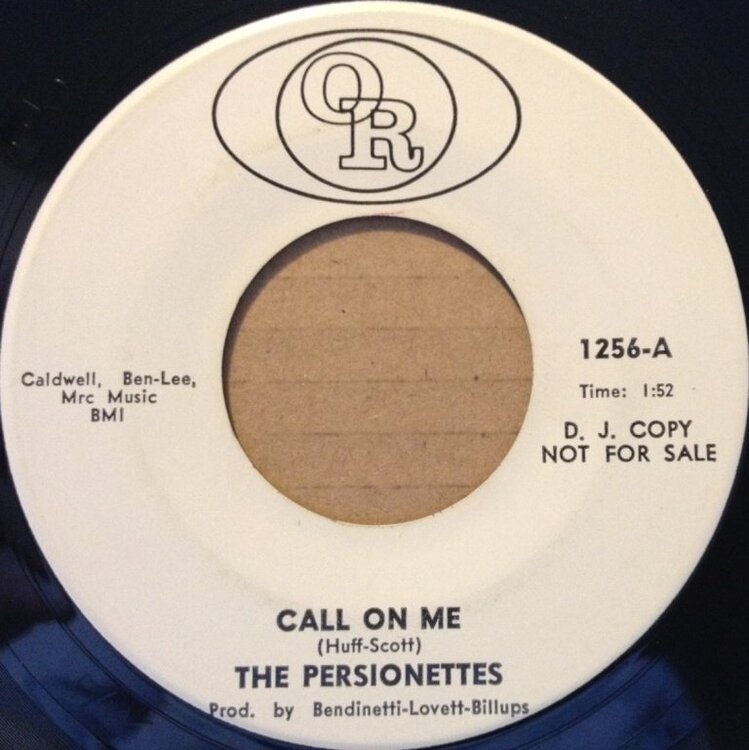 OR
1256-A
Time: 1:52
D. J. COPY
NOT FOR SALE
Caldwell, Ben-Lee,
Mrc Music
BMI
CALL ON ME
(Huff-Scott)
THE PERSIONETTES
Prod. by Bendinetti-Lovett-Billups